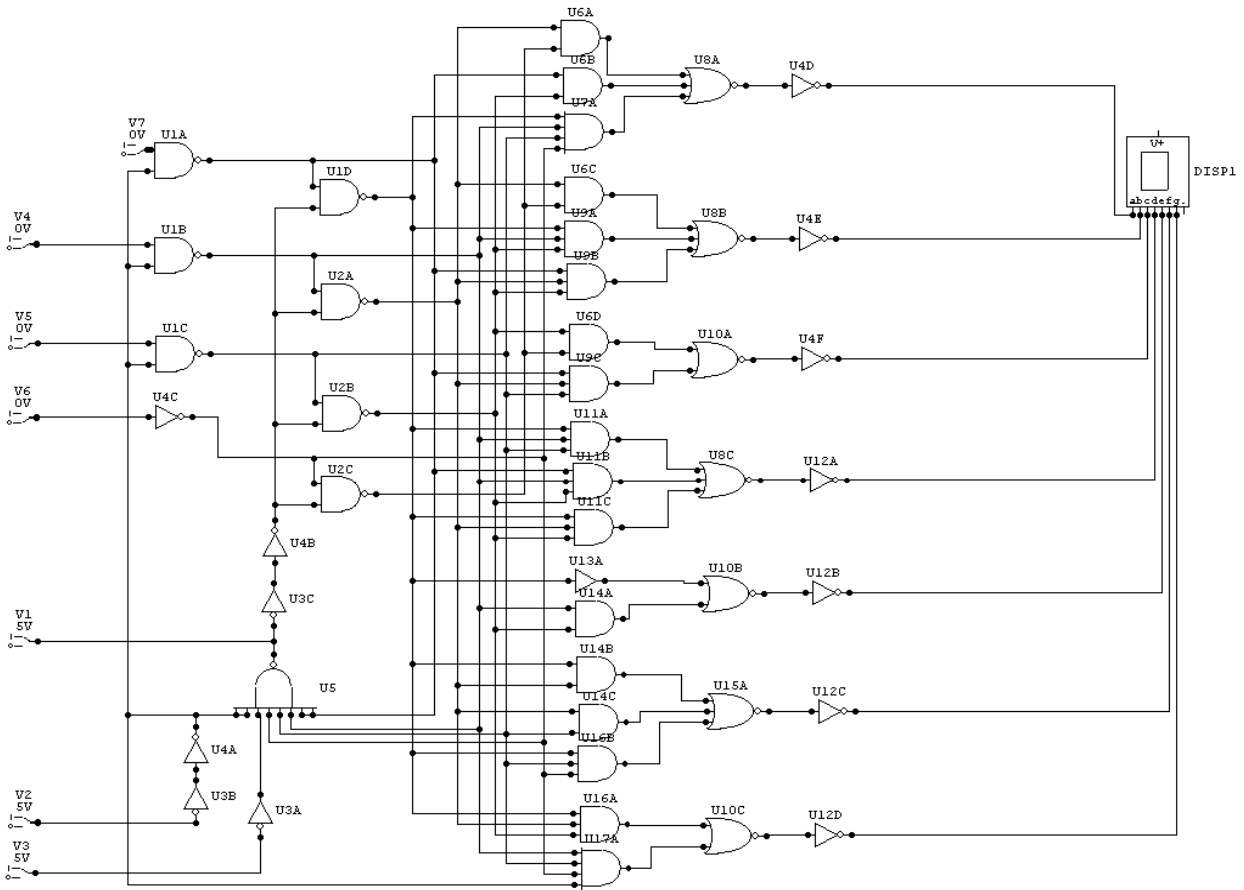 U6A
U6B
U8A
U4D
U7A
V7
0V
U1A
V+
DISP1
abcdefg.
U1D
U6C
U9A
U8B
U4E
V4
0V
U1B
U9B
U2A
V5
0V
U1C
U6D
U10A
U4F
U9C
V6
0V
U4C
U2B
U11A
U11B
U8C
U12A
U2C
U11C
U4B
U13A
U10B
U12B
U3C
U14A
V1
5V
U14B
U5
U15A
U12C
U14C
U16B
U4A
V2
5V
U3B
U3A
U16A
U10C
U12D
U17A
V3
5V